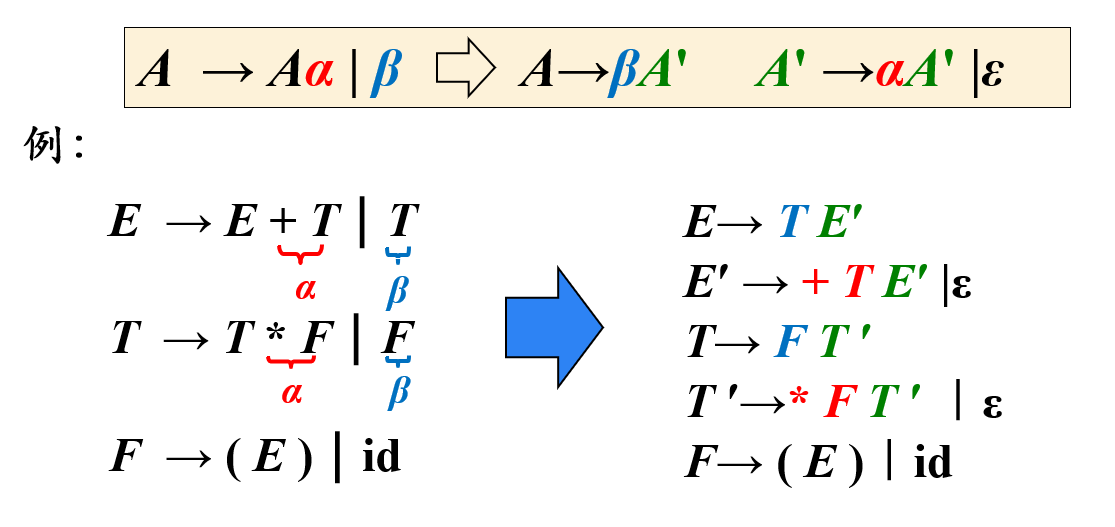 A → Aα | β A→βA' A' →αA' |ε
例：
E → E + T | T
α β
T → T * F | F
α β
F → ( E ) | id
E→ T E′
E′ → + T E′ |ε
T→ F T ′
T ′→* F T ′ | ε
F→ ( E ) | id